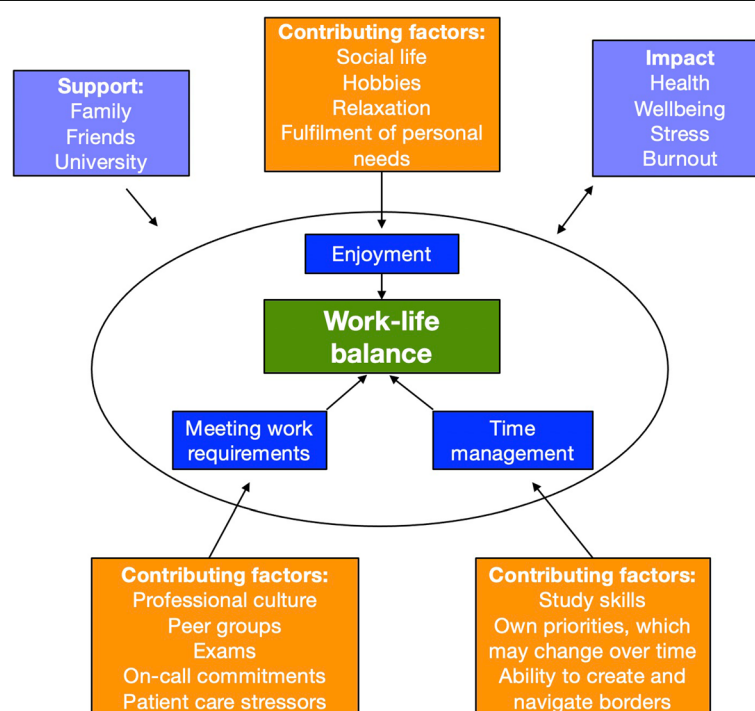 Contributing factors:
Social life
Hobbies
Relaxation
Fulfilment of personal
needs
Support:
Family
Friends
University
Impact
Health
Wellbeing
Stress
Burnout
Enjoyment
Work-life
balance
Meeting work
requirements
Time
management
Contributing factors:
Professional culture
Peer groups
Exams
On-call commitments
Patient care stressors
Contributing factors:
Study skills
Own priorities, which
may change over time
Ability to create and
navigate borders